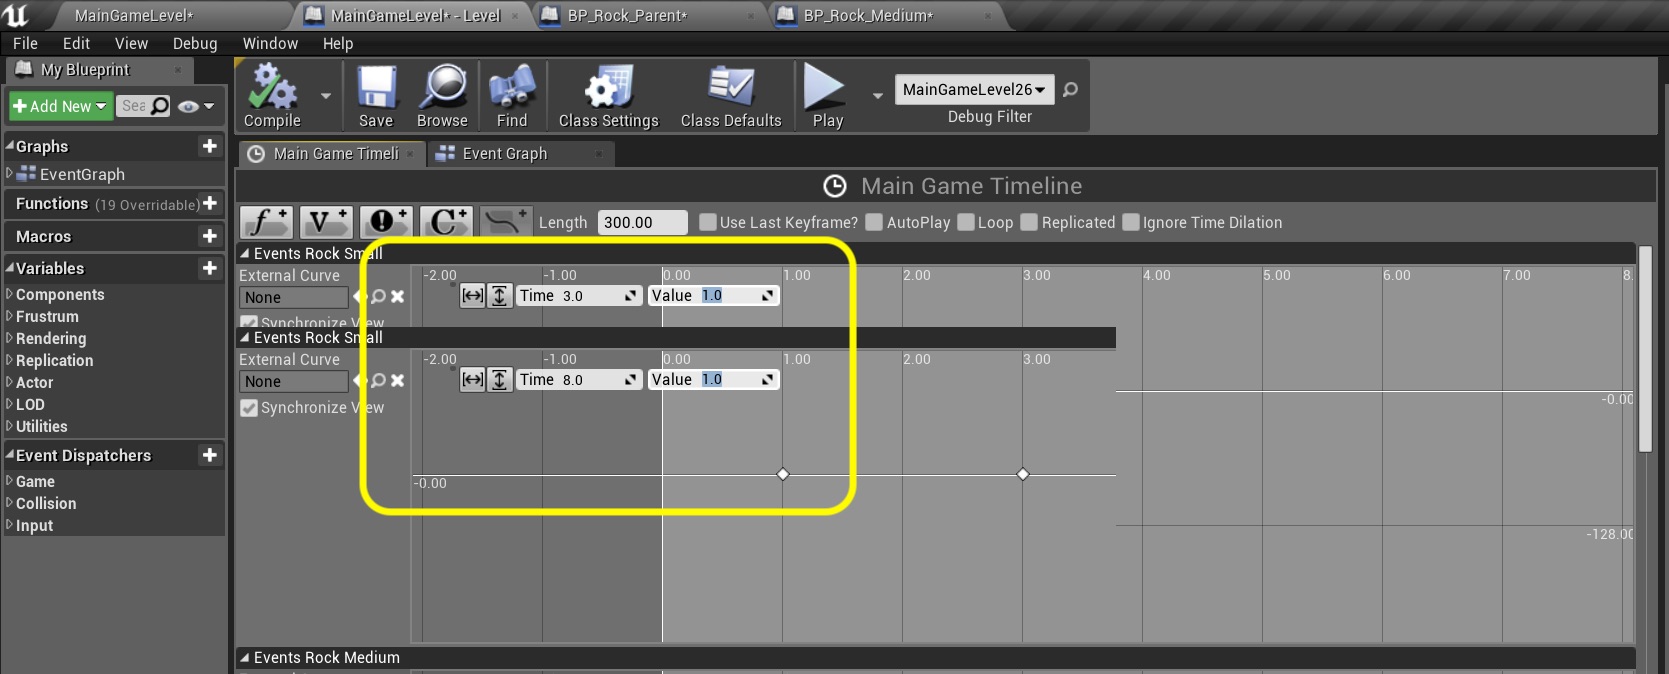 MainGameLevel*
MainGameLevel* - Level
BP_Rock_Parent*
BP_Rock_Medium*
File Edit View Debug Window Help
My Blueprint
Add New
Sea
Compile
Save
Browse
Find
Class Settings
Class Defaults
Play
MainGameLevel26
Debug Filter
Graphs
EventGraph
Functions (19 Overridable)
Macros
Variables
Components
Frustrum
Rendering
Replication
Actor
LOD
Utilities
Event Dispatchers
Game
Collision
Input
Main Game Timeli
Event Graph
Main Game Timeline
f V ! C Length 300.00 Use Last Keyframe? AutoPlay Loop Replicated Ignore Time Dilation
Events Rock Small
External Curve
None
Synchronize View
-2.00 -1.00 0.00 1.00 2.00 3.00 4.00 5.00 6.00 7.00 8.
Time 3.0 Value 1.0
Events Rock Small
External Curve
None
Synchronize View
-2.00 -1.00 0.00 1.00 2.00 3.00
Time 8.0 Value 1.0
-0.00
-0.00
-128.00
Events Rock Medium